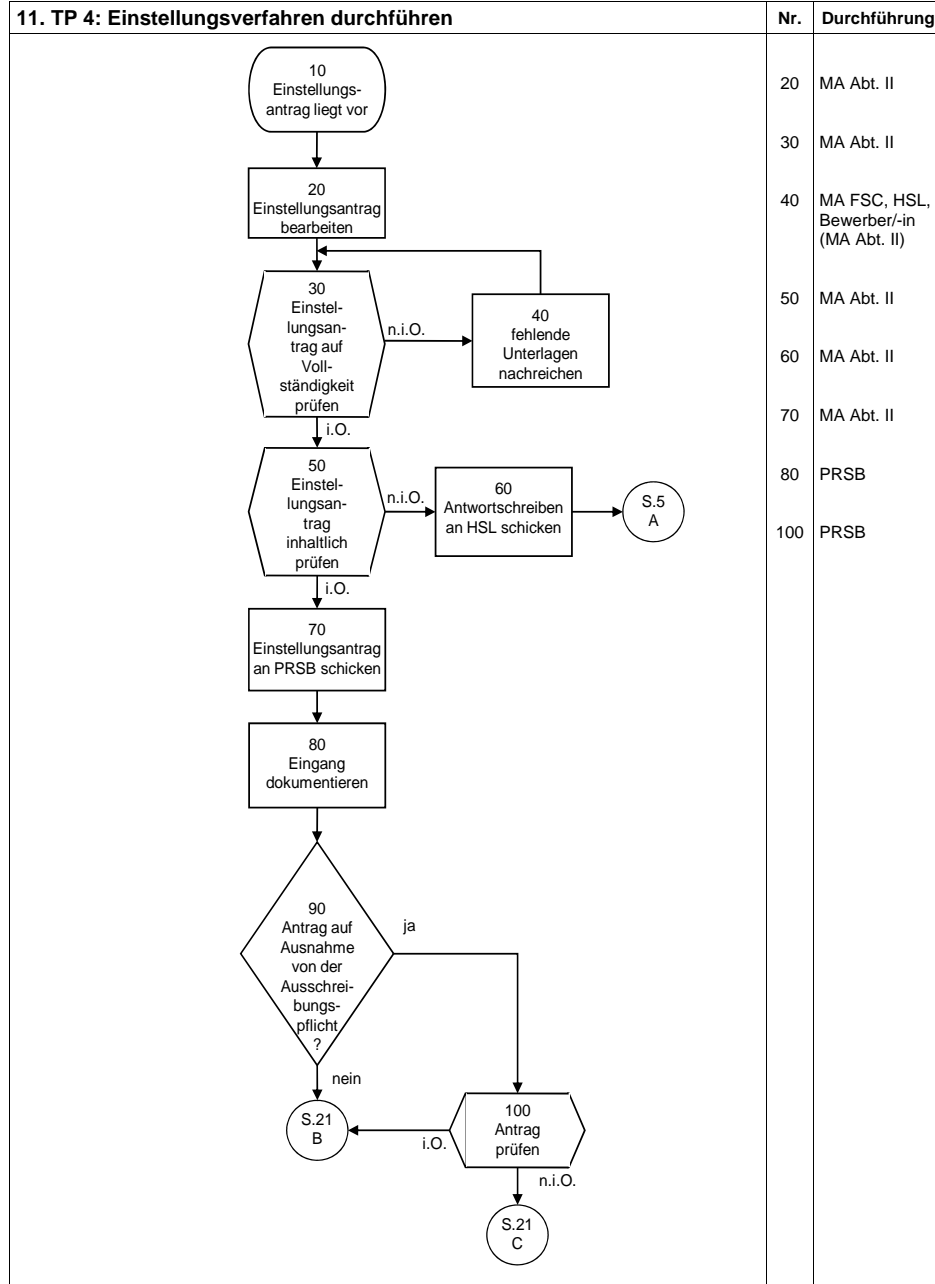 11. TP 4: Einstellungsverfahren durchführen
Nr.
Durchführung
10
Einstellungs-
antrag liegt vor
20
Einstellungsantrag
bearbeiten
30
Einstel-
lungsan-
trag auf
Voll-
ständigkeit
prüfen
n.i.O.
40
fehlende
Unterlagen
nachreichen
i.O.
50
Einstel-
lungsan-
trag
inhaltlich
prüfen
n.i.O.
60
Antwortschreiben
an HSL schicken
S.5
A
i.O.
70
Einstellungsantrag
an PRSB schicken
80
Eingang
dokumentieren
90
Antrag auf
Ausnahme
von der
Ausschrei-
bungs-
pflicht
?
ja
nein
S.21
B
i.O.
100
Antrag
prüfen
n.i.O.
S.21
C
20 MA Abt. II
30 MA Abt. II
40 MA FSC, HSL,
Bewerber/-in
(MA Abt. II)
50 MA Abt. II
60 MA Abt. II
70 MA Abt. II
80 PRSB
100 PRSB